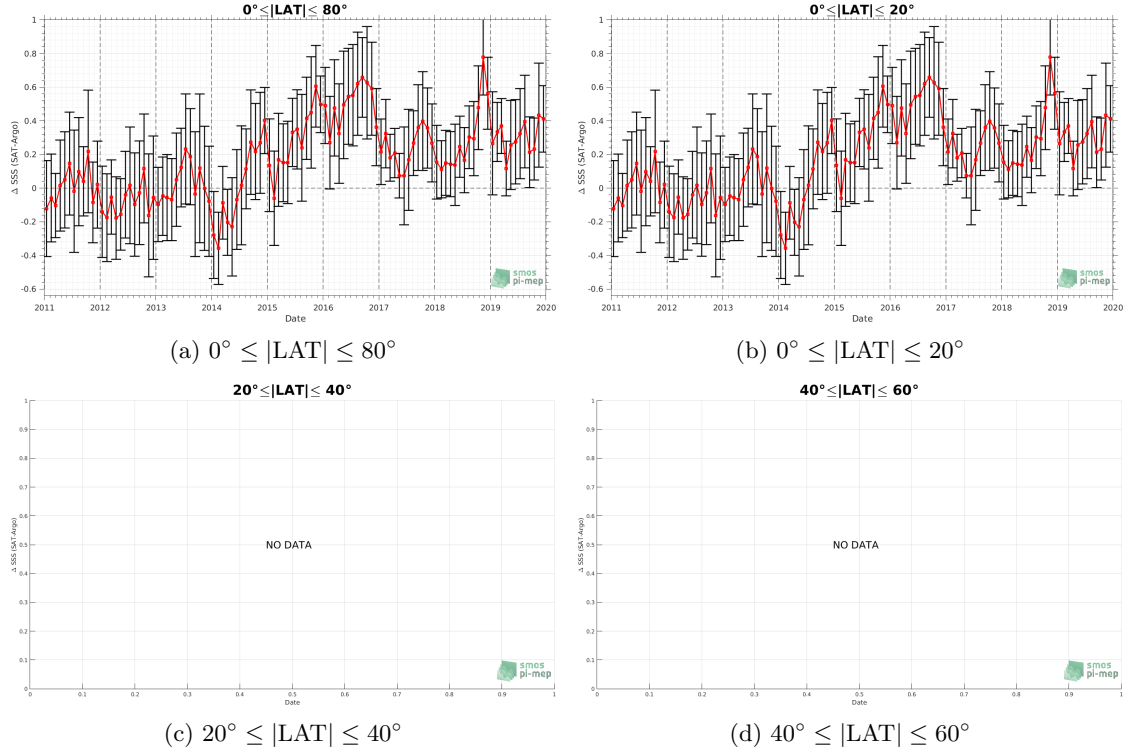 0°≤|LAT|≤ 80°
Δ SSS (SAT-Argo)
1
0.8
0.6
0.4
0.2
0
-0.2
-0.4
-0.6
2011 2012 2013 2014 2015 2016 2017 2018 2019 2020
Date
smos
pi-mep
(a) 0° ≤ |LAT| ≤ 80°
0°≤|LAT|≤ 20°
Δ SSS (SAT-Argo)
1
0.8
0.6
0.4
0.2
0
-0.2
-0.4
-0.6
2011 2012 2013 2014 2015 2016 2017 2018 2019 2020
Date
smos
pi-mep
(b) 0° ≤ |LAT| ≤ 20°
20°≤|LAT|≤ 40°
Δ SSS (SAT-Argo)
1
0.9
0.8
0.7
0.6
0.5
0.4
0.3
0.2
0.1
0
NO DATA
0 0.1 0.2 0.3 0.4 0.5 0.6 0.7 0.8 0.9 1
Date
smos
pi-mep
(c) 20° ≤ |LAT| ≤ 40°
40°≤|LAT|≤ 60°
Δ SSS (SAT-Argo)
1
0.9
0.8
0.7
0.6
0.5
0.4
0.3
0.2
0.1
0
NO DATA
0 0.1 0.2 0.3 0.4 0.5 0.6 0.7 0.8 0.9 1
Date
smos
pi-mep
(d) 40° ≤ |LAT| ≤ 60°